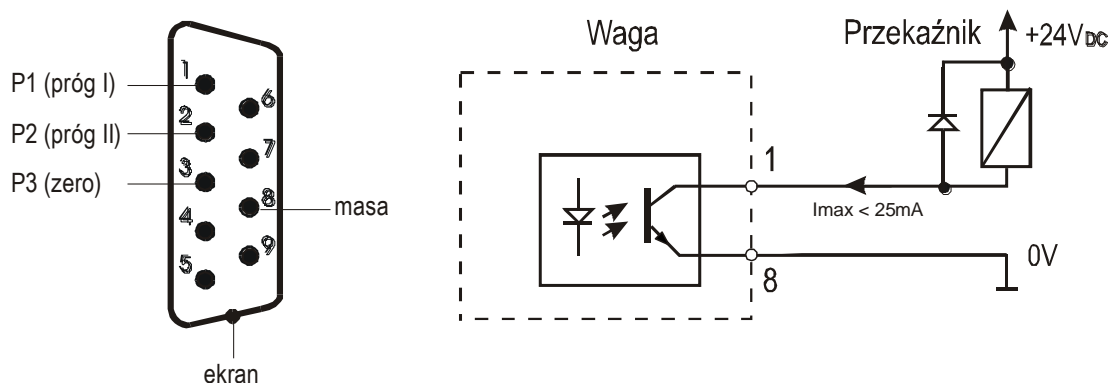 1
P1 (próg I)
6
2
P2 (próg II)
7
3
P3 (zero)
8
masa
4
9
5
ekran
Waga
Przekaźnik
+24VDC
1
Imax < 25mA
0V
8